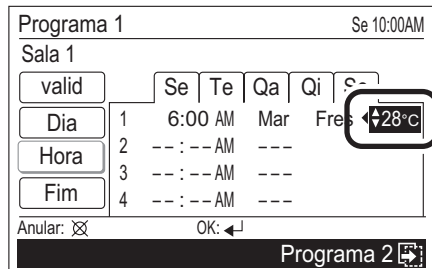 Programa 1 Se 10:00AM
Sala 1
valid Se Te Qa Qi
Dia 1 6:00 AM Mar Fres 28°C
Hora 2 --:--AM ---
3 --:--AM ---
Fim 4 --:--AM ---
Anular: OK:
Programa 2